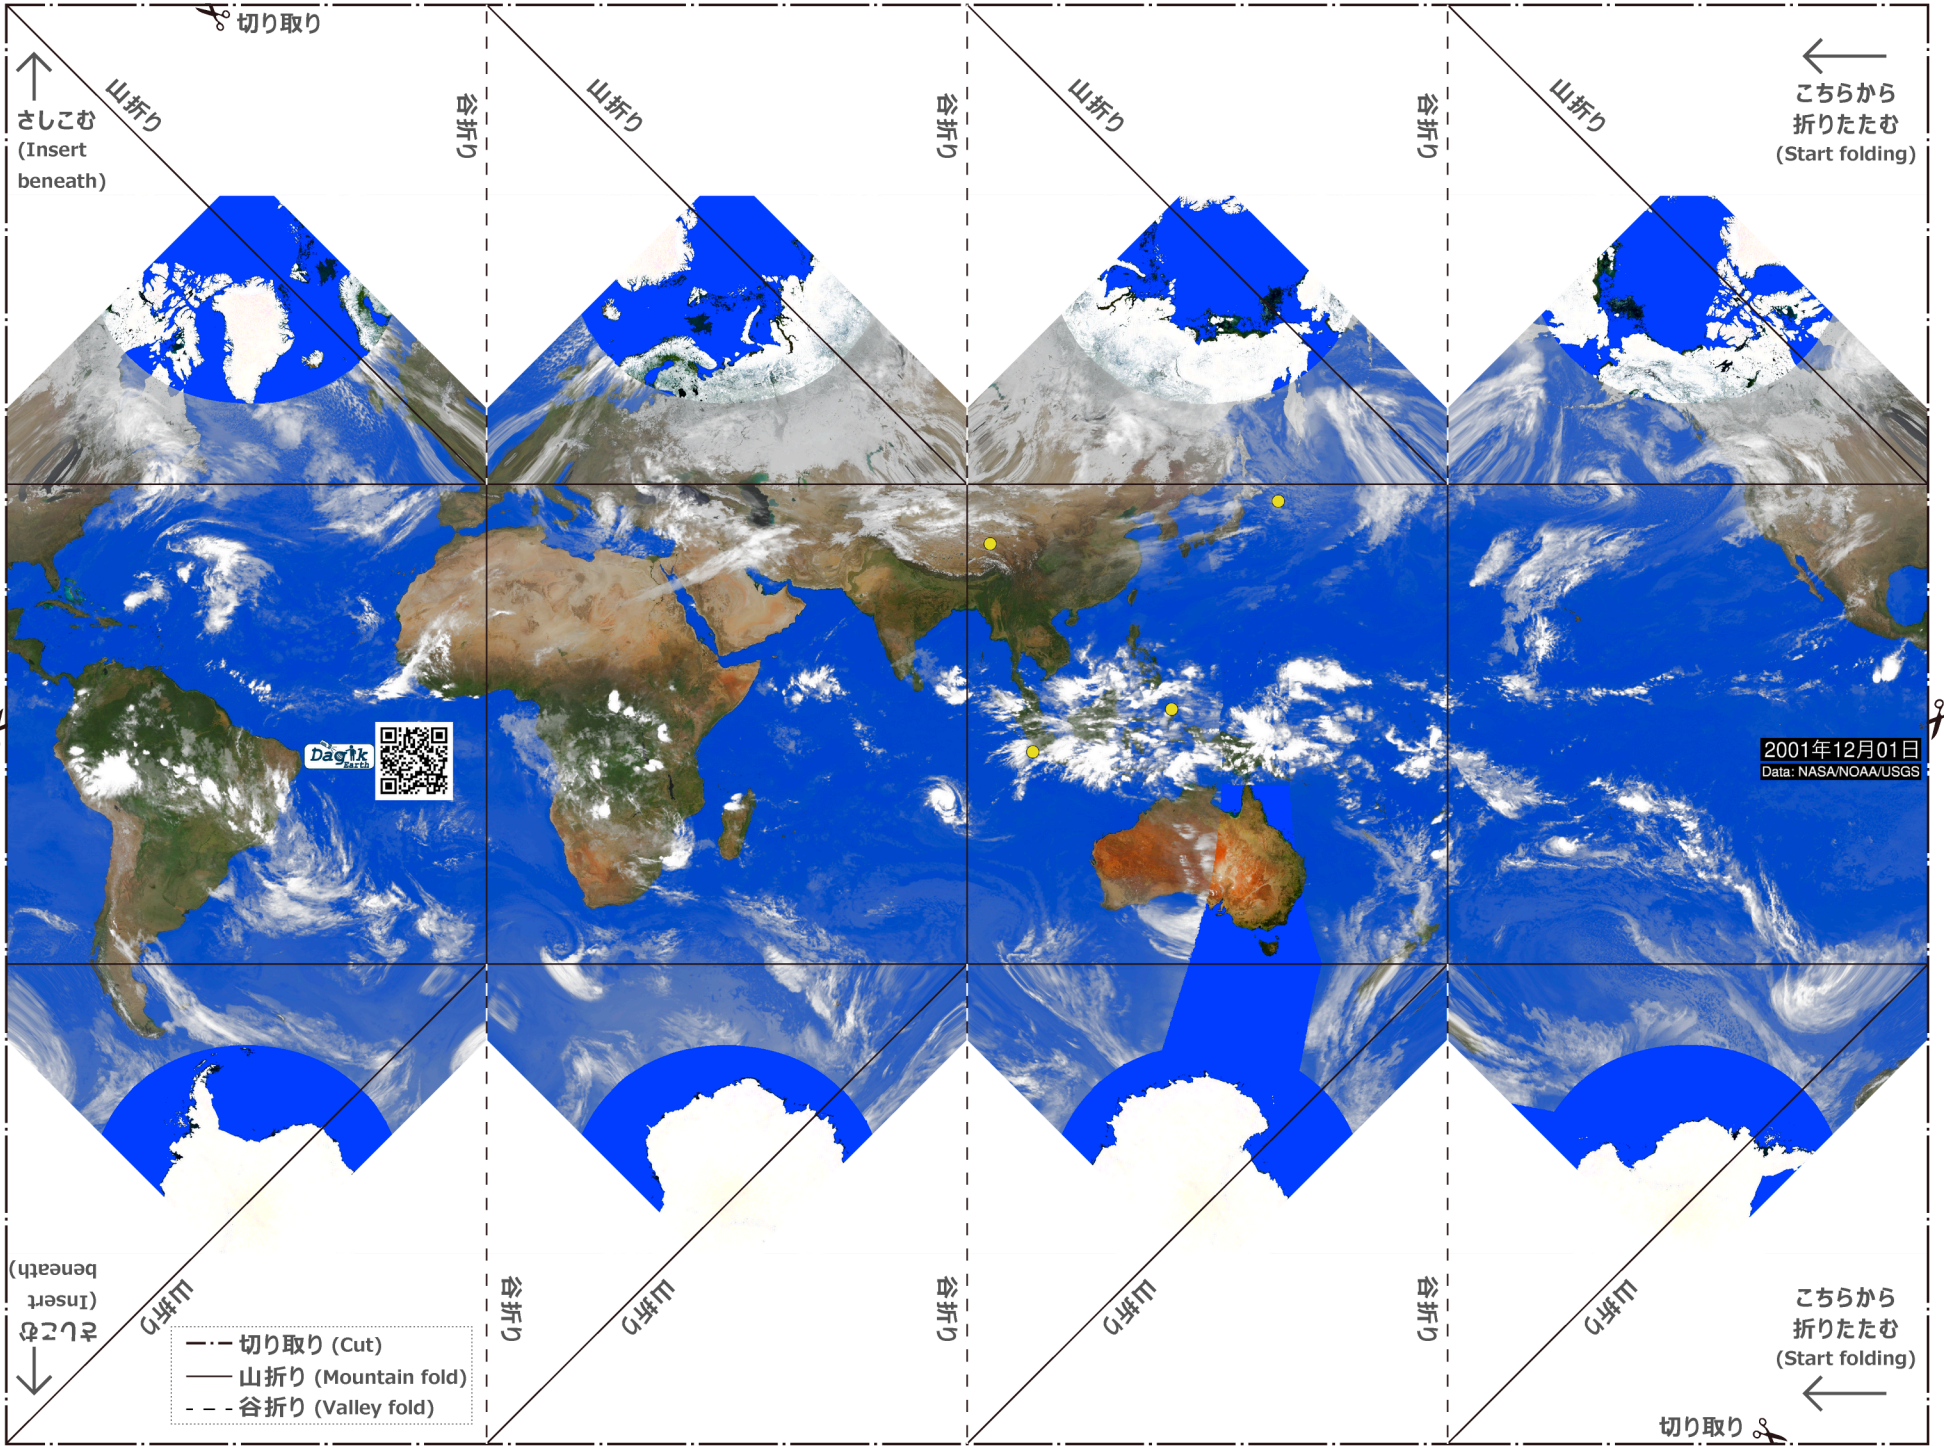 切り取り
さしこむ
(Insert
beneath)
山折り
谷折り
山折り
谷折り
山折り
谷折り
山折り
こちらから
折りたたむ
(Start folding)
Dagik
Earth
2001年12月01日
Data: NASA/NOAA/USGS
さしこむ
(Insert
beneath)
山折り
谷折り
山折り
谷折り
山折り
谷折り
山折り
こちらから
折りたたむ
(Start folding)
切り取り (Cut)
山折り (Mountain fold)
谷折り (Valley fold)
切り取り